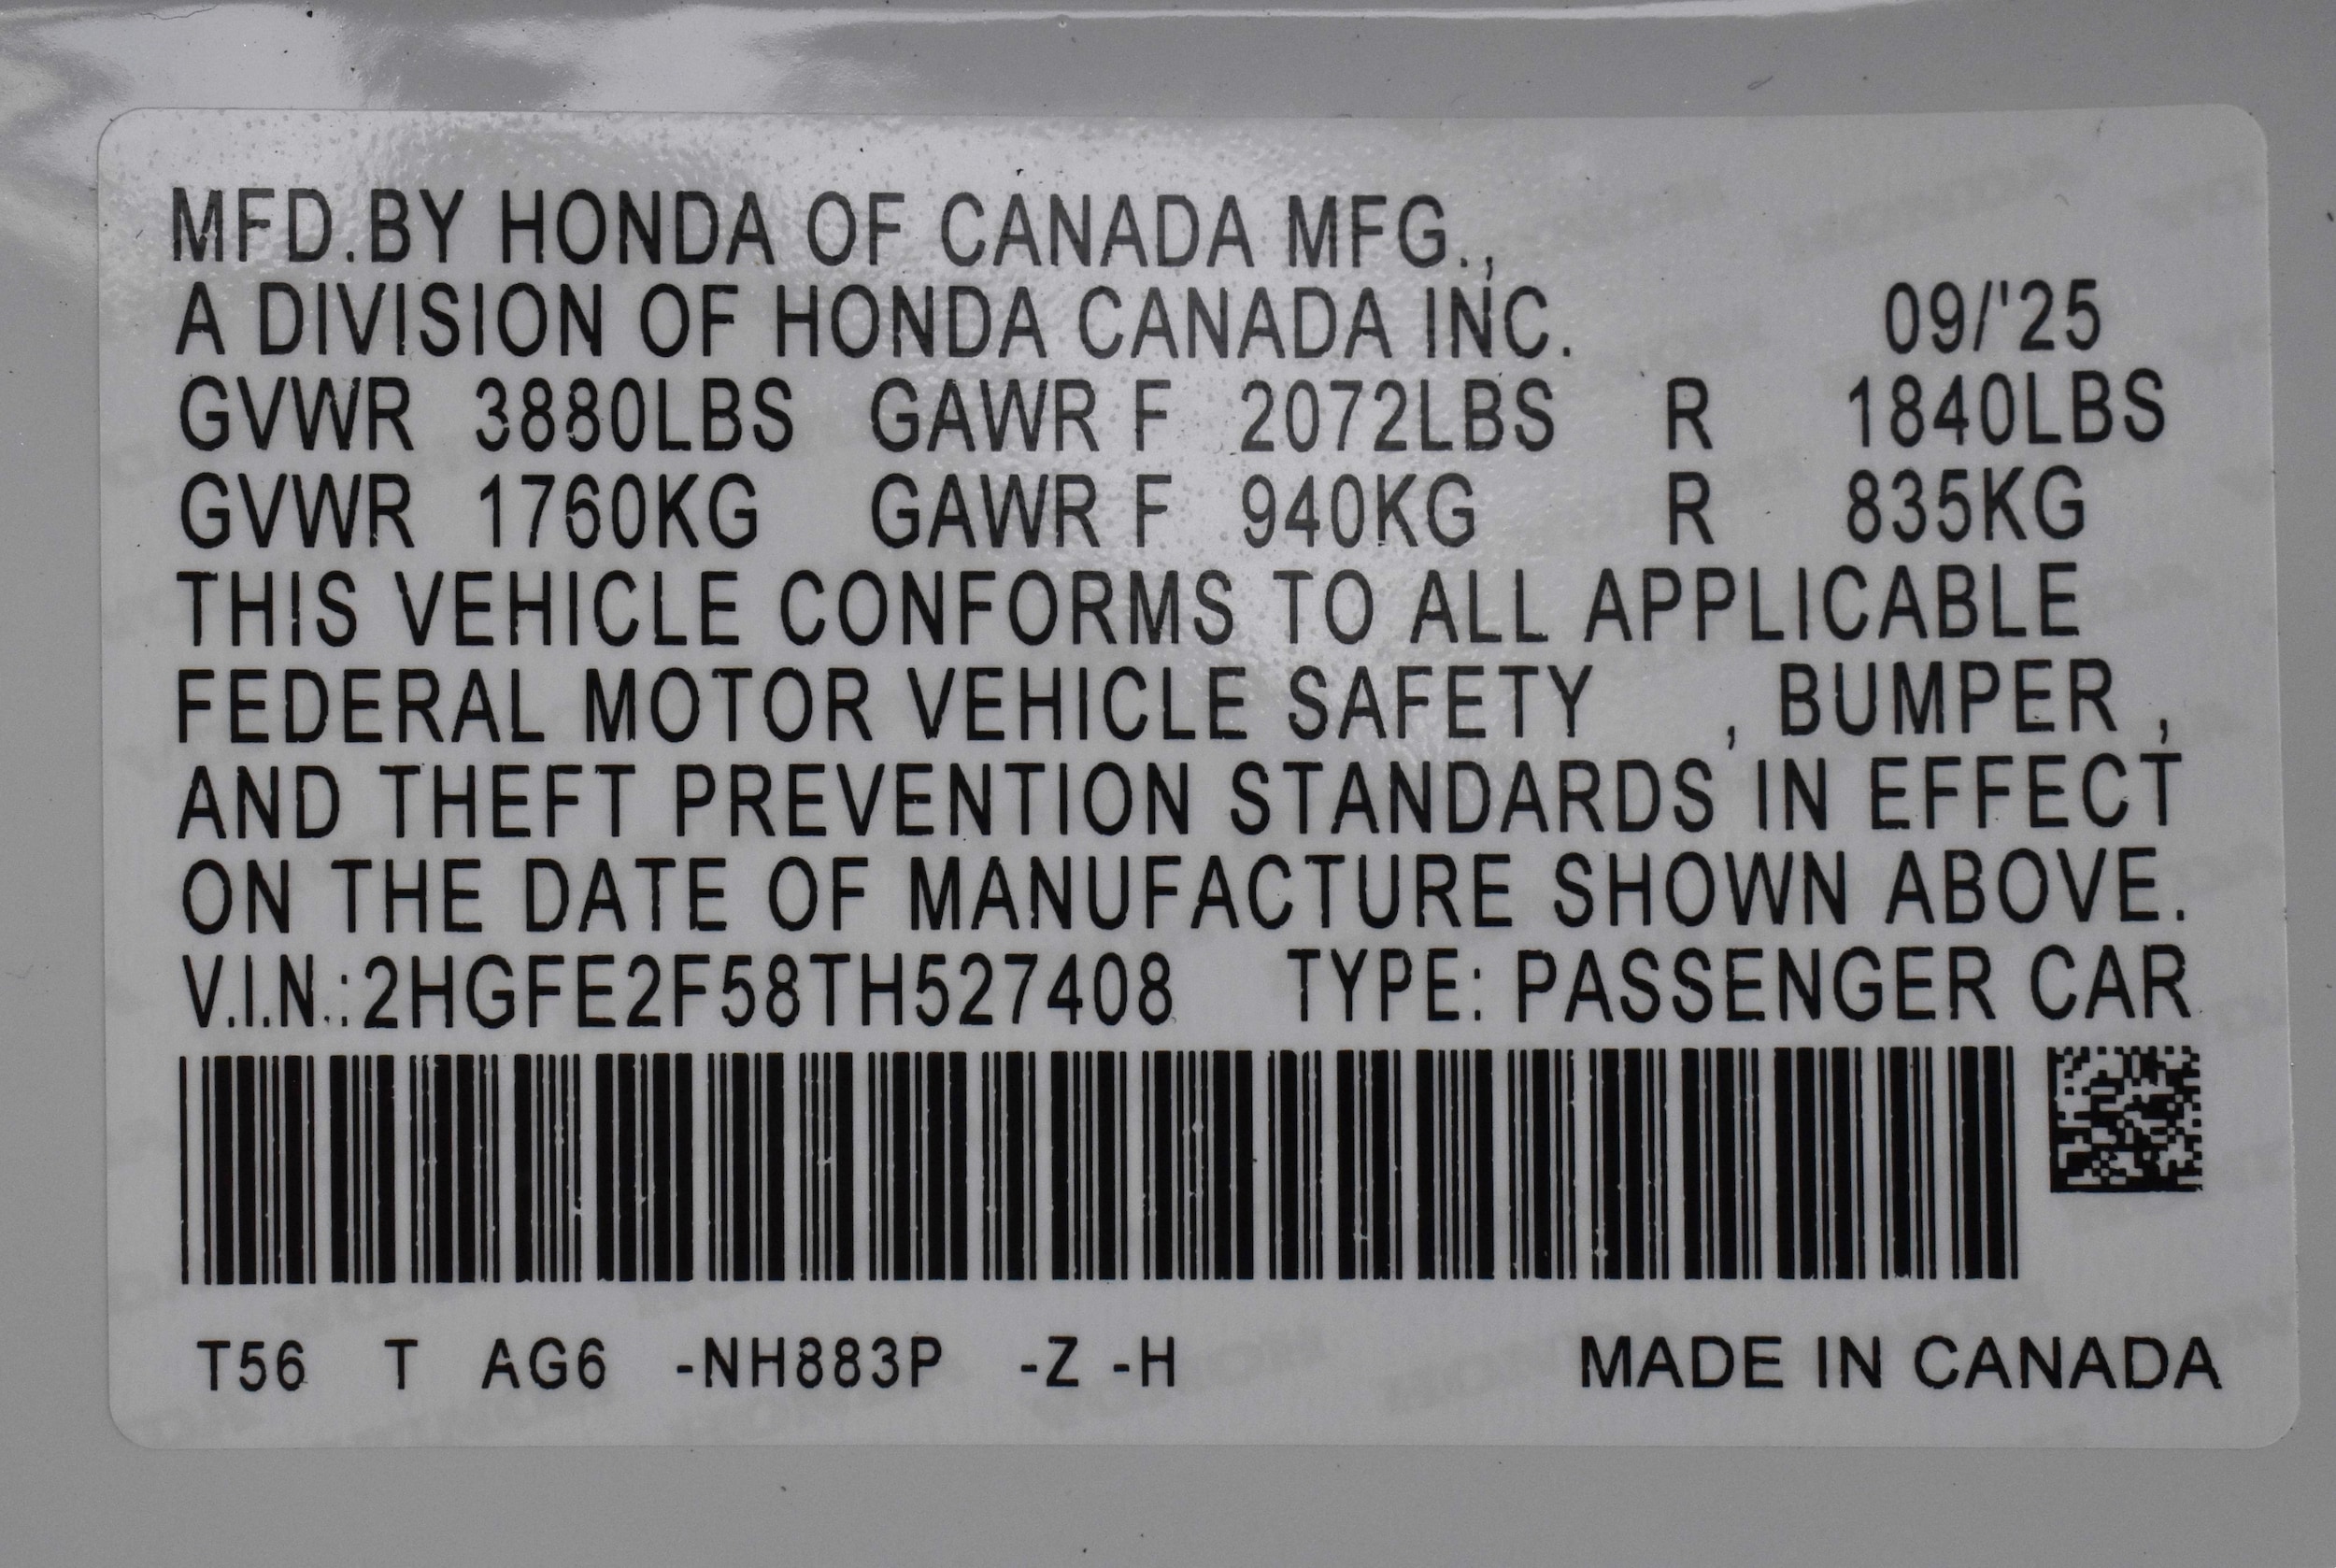 MFD.BY HONDA OF CANADA MFG.,
A DIVISION OF HONDA CANADA INC. 09/'25
GVWR 3880LBS GAWR F 2072LBS R 1840LBS
GVWR 1760KG GAWR F 940KG R 835KG
THIS VEHICLE CONFORMS TO ALL APPLICABLE
FEDERAL MOTOR VEHICLE SAFETY , BUMPER ,
AND THEFT PREVENTION STANDARDS IN EFFECT
ON THE DATE OF MANUFACTURE SHOWN ABOVE.
V.I.N.:2HGFE2F58TH527408 TYPE: PASSENGER CAR
T56 T AG6 -NH883P -Z -H MADE IN CANADA